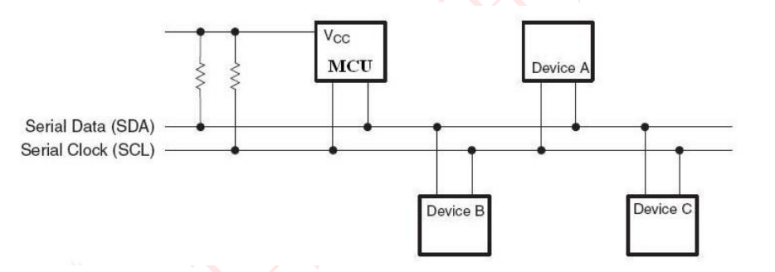 VCC
MCU
Device A
Serial Data (SDA)
Serial Clock (SCL)
Device B
Device C